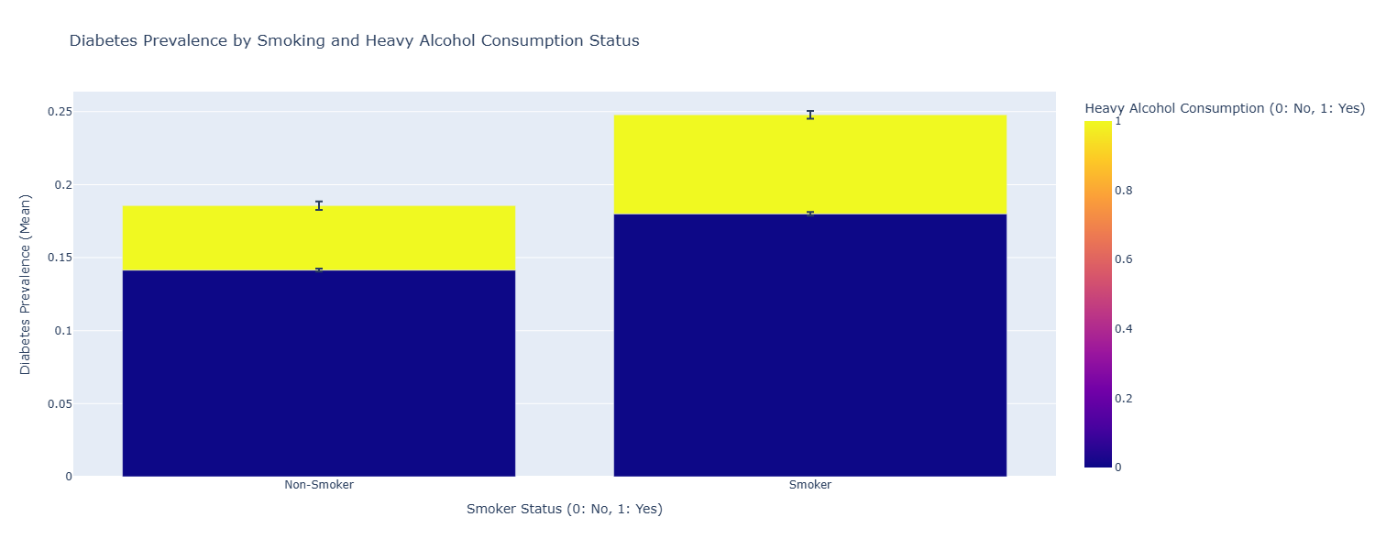 Diabetes Prevalence by Smoking and Heavy Alcohol Consumption Status
Diabetes Prevalence (Mean)
0.25
0.2
0.15
0.1
0.05
0
Non-Smoker
Smoker
Smoker Status (0: No, 1: Yes)
Heavy Alcohol Consumption (0: No, 1: Yes)
1
0.8
0.6
0.4
0.2
0